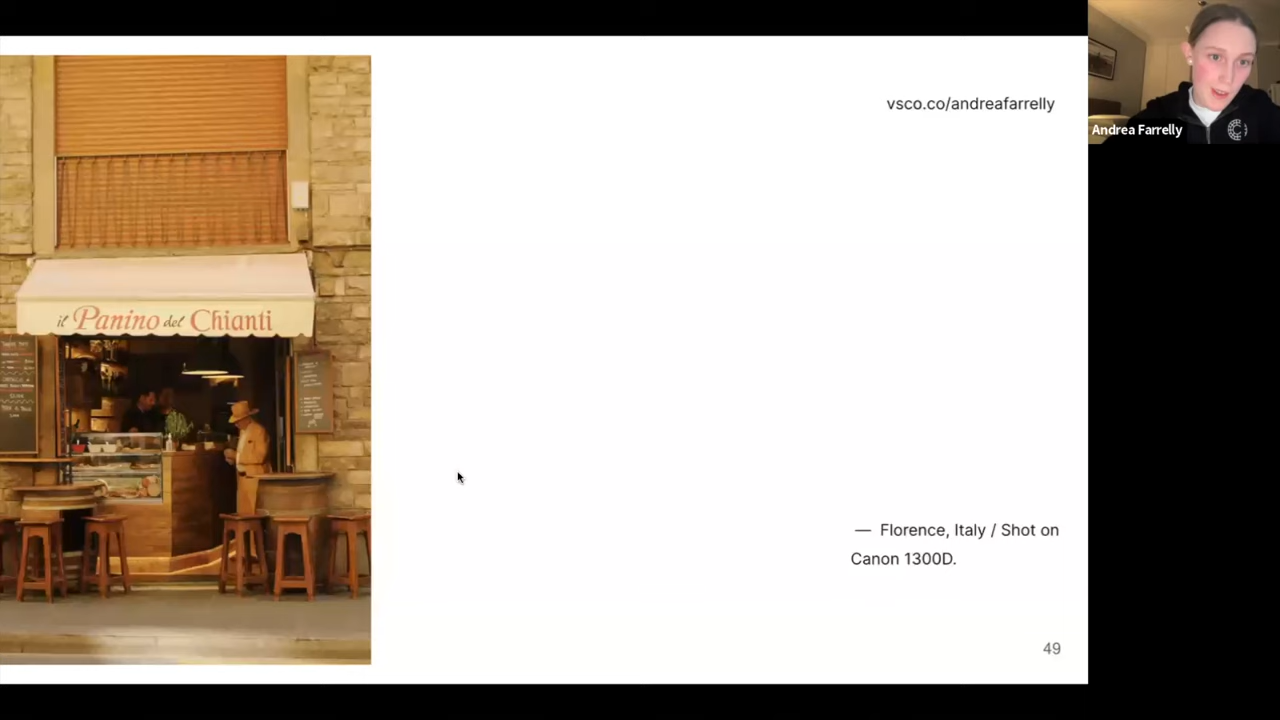 vsco.co/andreafarrelly
Andrea Farrelly
il Panino del Chianti
— Florence, Italy / Shot on
Canon 1300D.
49